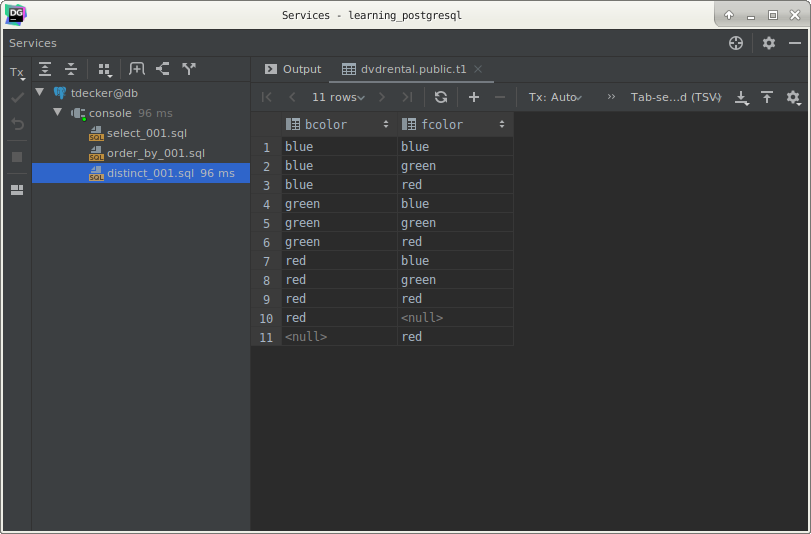 DG
Services - learning_postgresql
Services
Tx
Output
dvdrental.public.t1
tdecker@db
11 rows
Tx: Auto
Tab-se...d (TSV)
console 96 ms
bcolor fcolor
select_001.sql
order_by_001.sql
distinct_001.sql 96 ms
SQL
SQL
SQL
1 blue blue
2 blue green
3 blue red
4 green blue
5 green green
6 green red
7 red blue
8 red green
9 red red
10 red <null>
11 <null> red